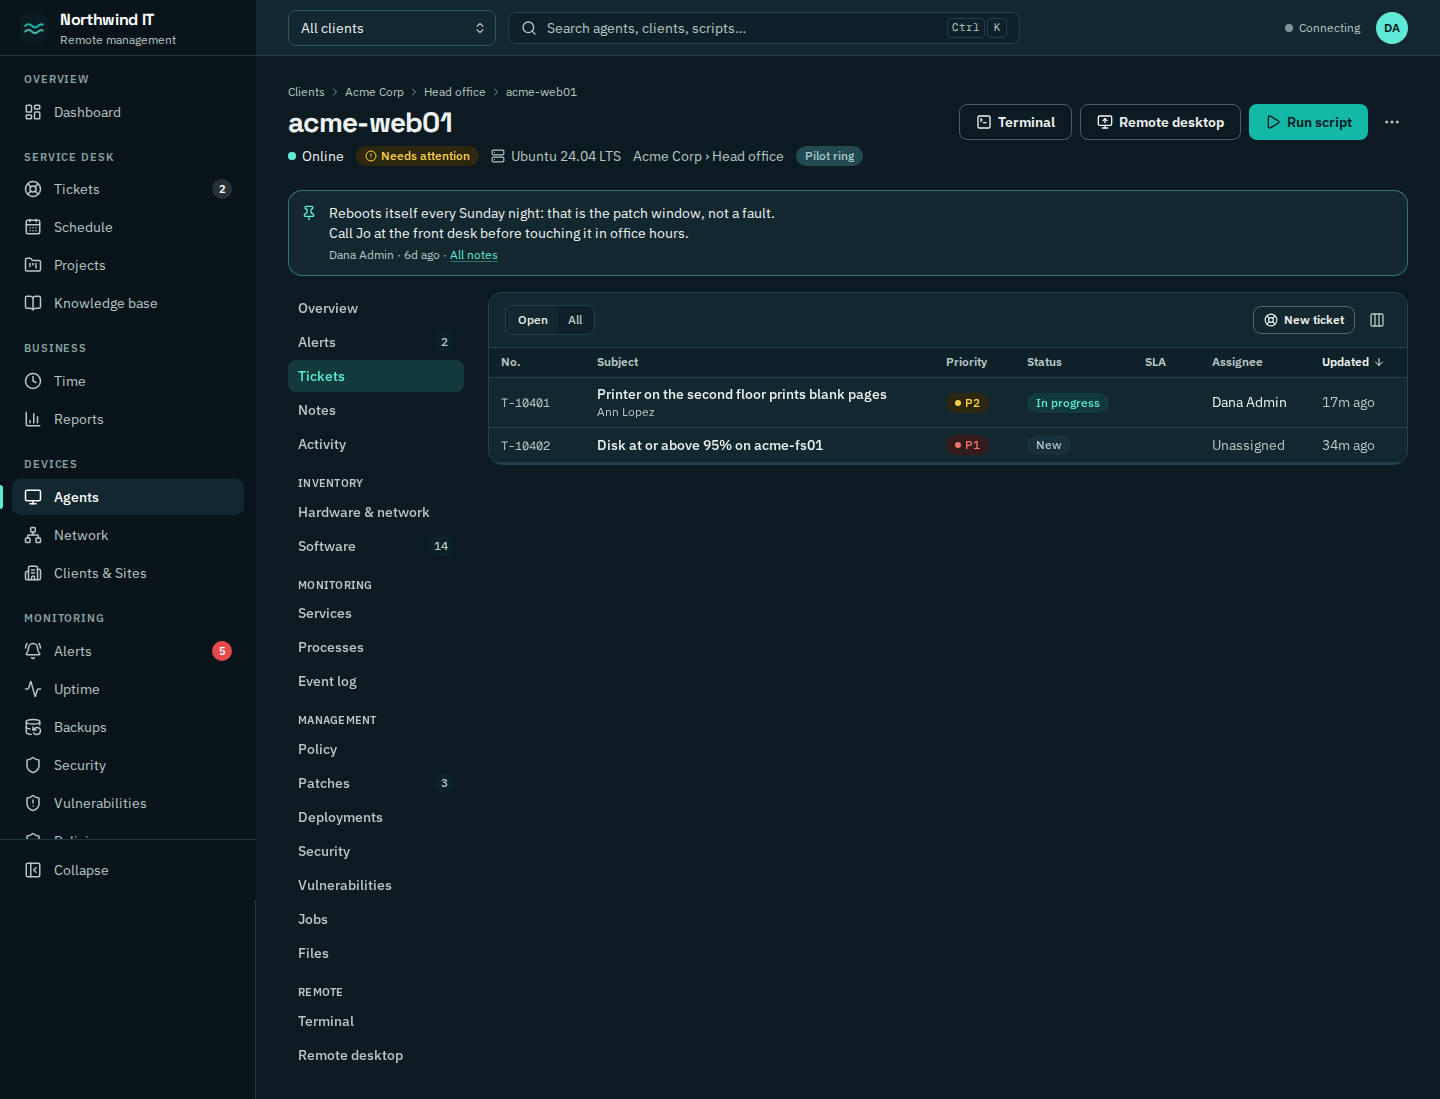 Northwind IT
Remote management
All clients
Search agents, clients, scripts...
Ctrl K
Connecting
DA
OVERVIEW
Dashboard
SERVICE DESK
Tickets 2
Schedule
Projects
Knowledge base
BUSINESS
Time
Reports
DEVICES
Agents
Network
Clients & Sites
MONITORING
Alerts 5
Uptime
Backups
Security
Vulnerabilities
Collapse
Clients > Acme Corp > Head office > acme-web01
acme-web01
Online Needs attention Ubuntu 24.04 LTS Acme Corp › Head office Pilot ring
Terminal
Remote desktop
Run script
Reboots itself every Sunday night: that is the patch window, not a fault.
Call Jo at the front desk before touching it in office hours.
Dana Admin · 6d ago · All notes
Overview
Alerts 2
Tickets
Notes
Activity
INVENTORY
Hardware & network
Software 14
MONITORING
Services
Processes
Event log
MANAGEMENT
Policy
Patches 3
Deployments
Security
Vulnerabilities
Jobs
Files
REMOTE
Terminal
Remote desktop
Open All
New ticket
No. Subject Priority Status SLA Assignee Updated ↓
T-10401 Printer on the second floor prints blank pages P2 In progress Dana Admin 17m ago
Ann Lopez
T-10402 Disk at or above 95% on acme-fs01 P1 New Unassigned 34m ago